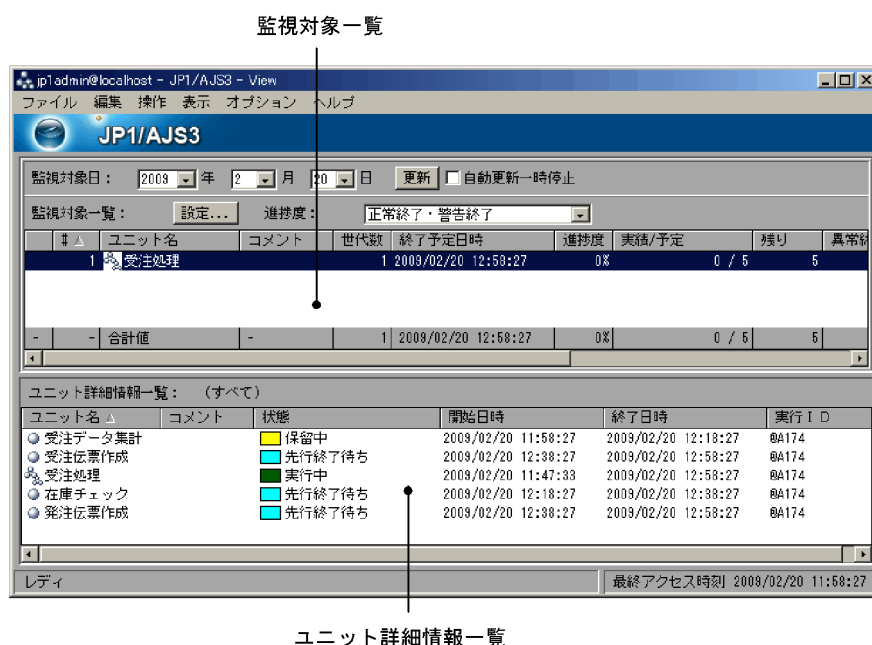 監視対象一覧
jp1admin@localhost - JP1/AJS3 - View
ファイル 編集 操作 表示 オプション ヘルプ
JP1/AJS3
監視対象日： 2009 年 2 月 20 日 更新 自動更新一時停止
監視対象一覧： 設定... 進捗度： 正常終了・警告終了
# ユニット名 コメント 世代数 終了予定日時 進捗度 実績/予定 残り 異常終
1 受注処理 1 2009/02/20 12:58:27 0% 0 / 5 5
- - 合計値 - 1 2009/02/20 12:58:27 0% 0 / 5 5
ユニット詳細情報一覧： （すべて）
ユニット名 コメント 状態 開始日時 終了日時 実行ＩＤ
受注データ集計 保留中 2009/02/20 11:58:27 2009/02/20 12:18:27 @A174
受注伝票作成 先行終了待ち 2009/02/20 12:38:27 2009/02/20 12:58:27 @A174
受注処理 実行中 2009/02/20 11:47:33 2009/02/20 12:58:27 @A174
在庫チェック 先行終了待ち 2009/02/20 12:18:27 2009/02/20 12:38:27 @A174
発注伝票作成 先行終了待ち 2009/02/20 12:38:27 2009/02/20 12:58:27 @A174
レディ 最終アクセス時刻 2009/02/20 11:58:27
ユニット詳細情報一覧